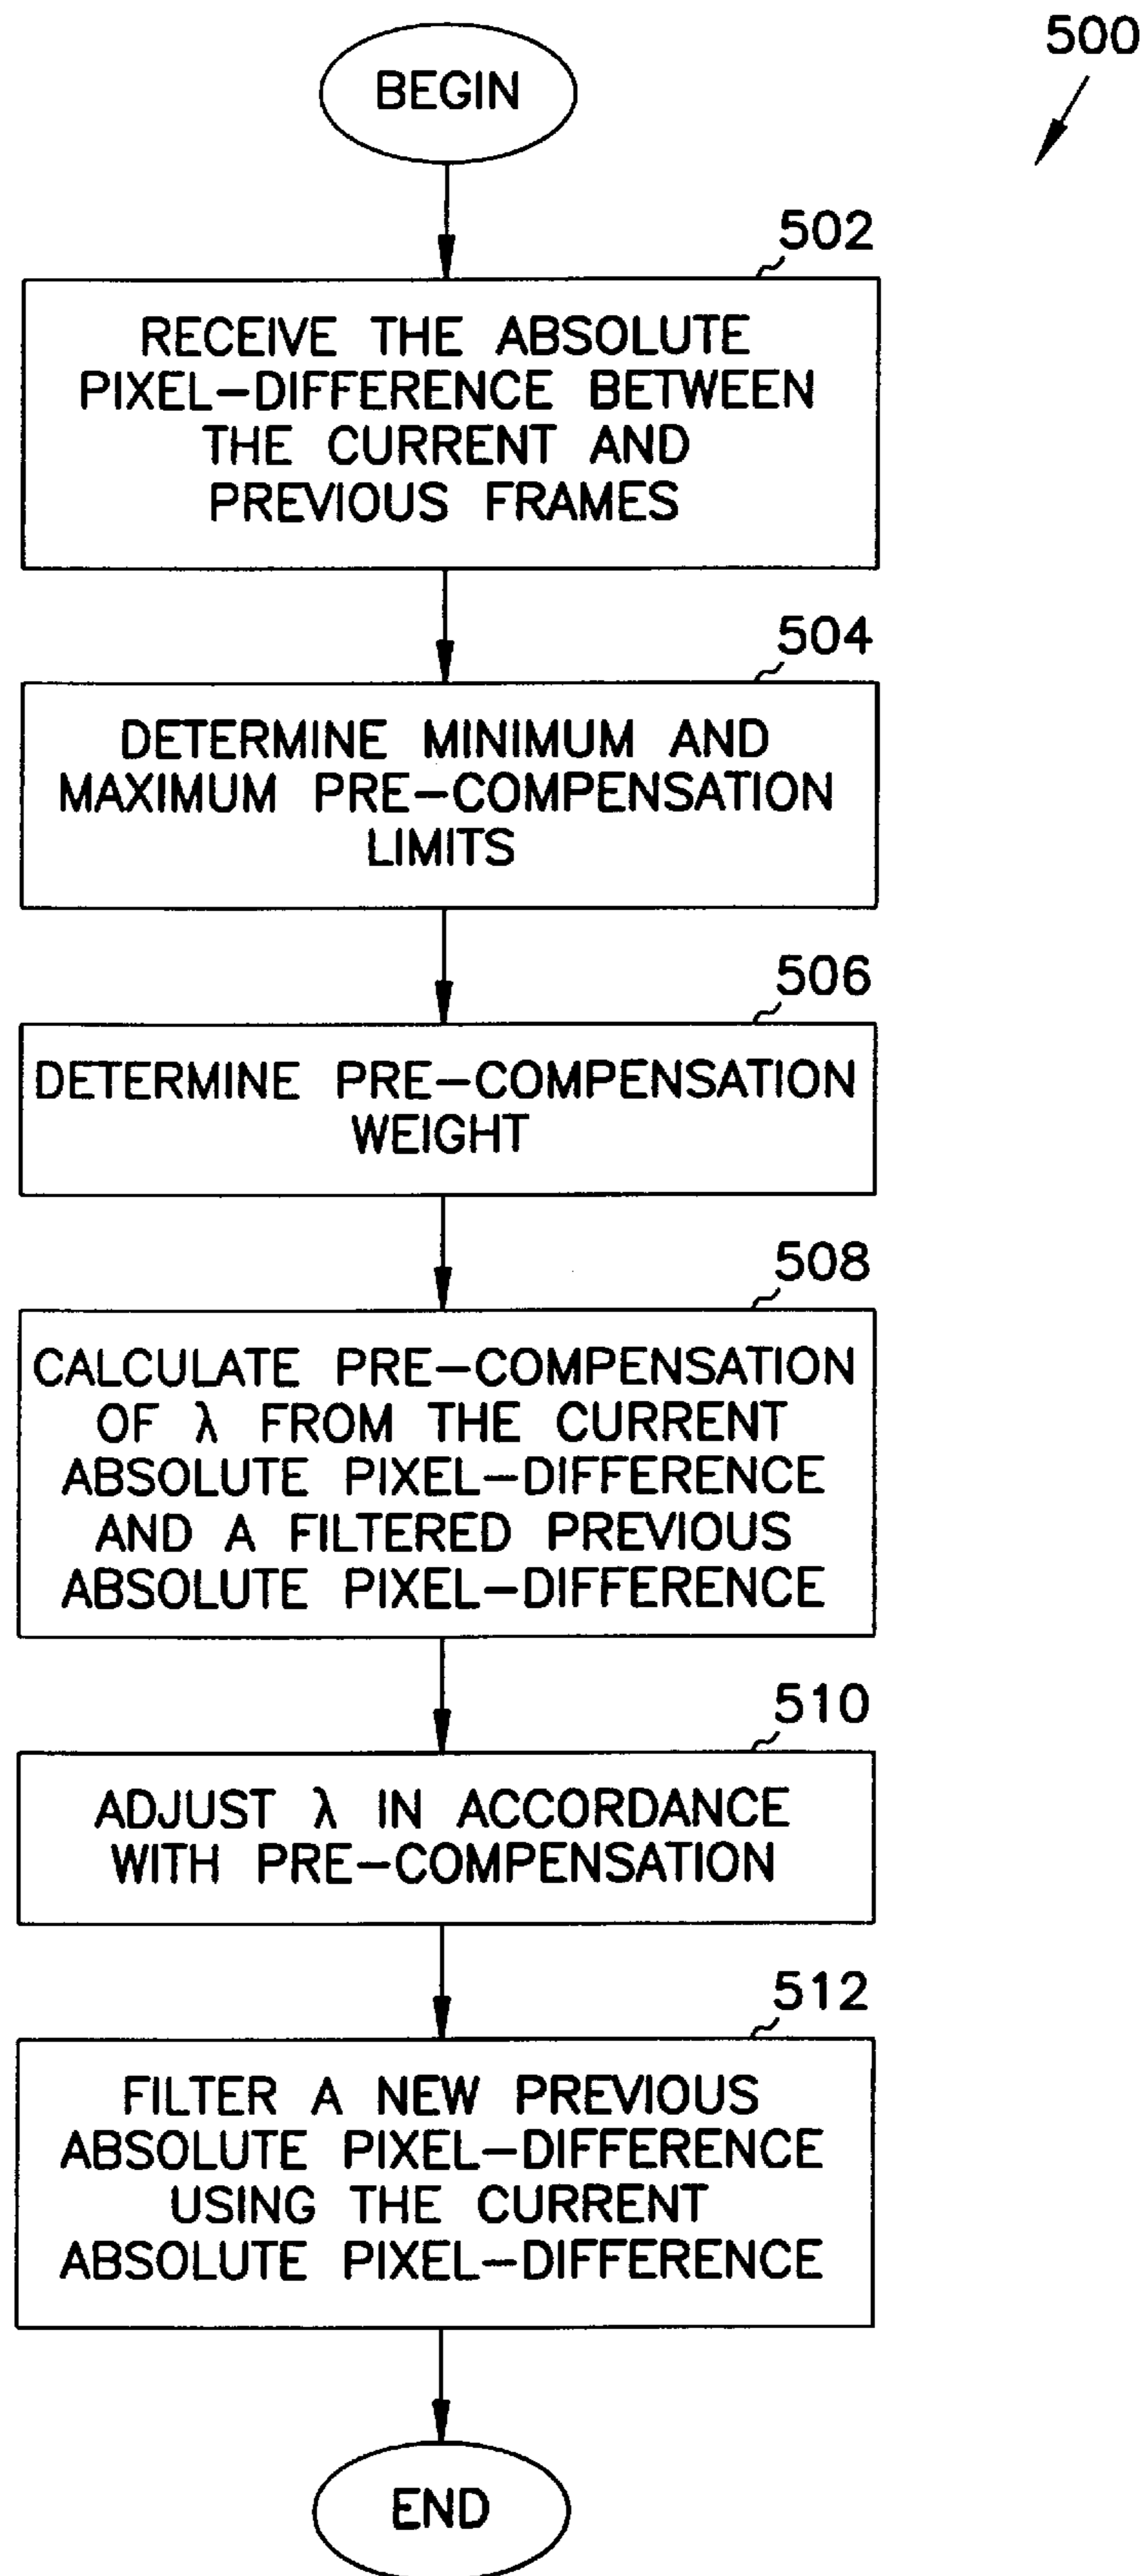 500
BEGIN
502
RECEIVE THE ABSOLUTE
PIXEL-DIFFERENCE BETWEEN
THE CURRENT AND
PREVIOUS FRAMES
504
DETERMINE MINIMUM AND
MAXIMUM PRE-COMPENSATION
LIMITS
506
DETERMINE PRE-COMPENSATION
WEIGHT
508
CALCULATE PRE-COMPENSATION
OF λ FROM THE CURRENT
ABSOLUTE PIXEL-DIFFERENCE
AND A FILTERED PREVIOUS
ABSOLUTE PIXEL-DIFFERENCE
510
ADJUST λ IN ACCORDANCE
WITH PRE-COMPENSATION
512
FILTER A NEW PREVIOUS
ABSOLUTE PIXEL-DIFFERENCE
USING THE CURRENT
ABSOLUTE PIXEL-DIFFERENCE
END